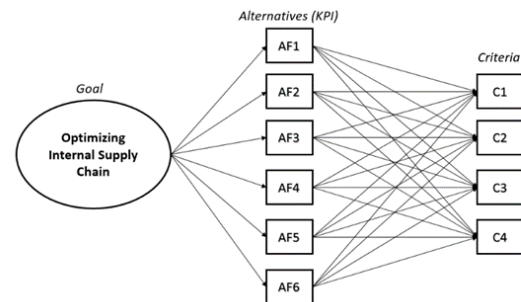 Alternatives (KPI)
Goal
Optimizing
Internal Supply
Chain
AF1
AF2
AF3
AF4
AF5
AF6
Criteria
C1
C2
C3
C4